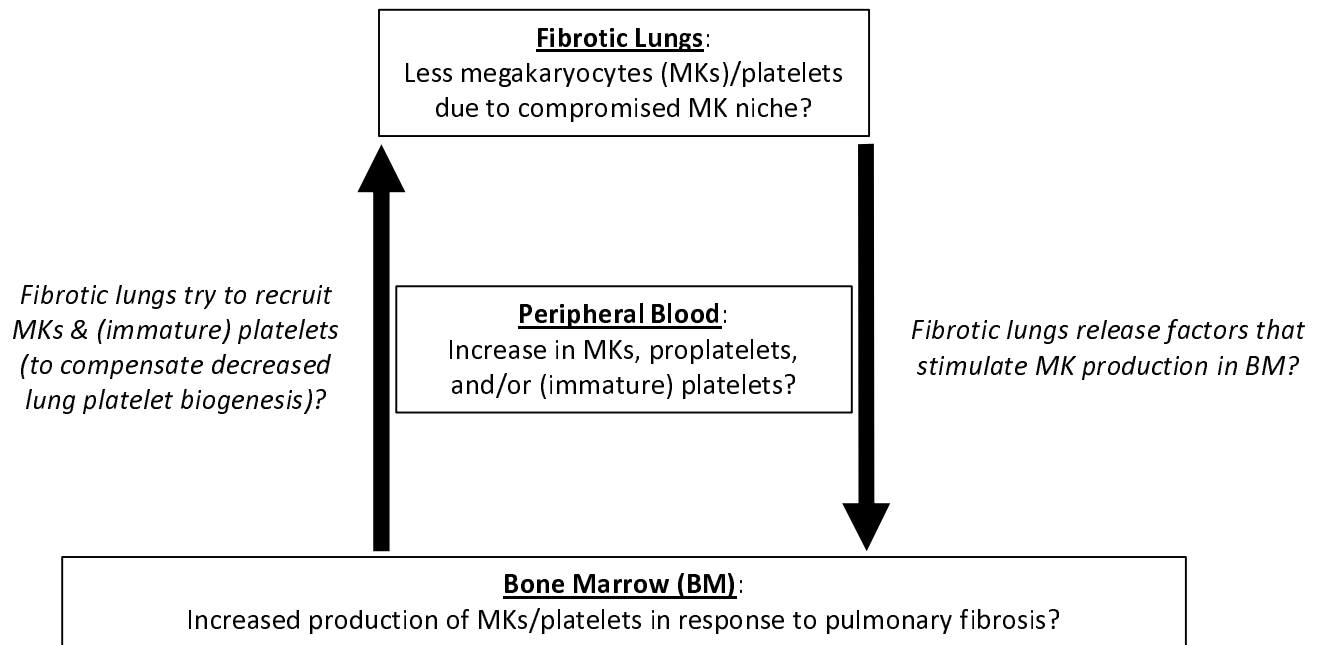 Fibrotic Lungs:
Less megakaryocytes (MKs)/platelets
due to compromised MK niche?
Fibrotic lungs try to recruit
MKs & (immature) platelets
(to compensate decreased
lung platelet biogenesis)?
Peripheral Blood:
Increase in MKs, proplatelets,
and/or (immature) platelets?
Fibrotic lungs release factors that
stimulate MK production in BM?
Bone Marrow (BM):
Increased production of MKs/platelets in response to pulmonary fibrosis?